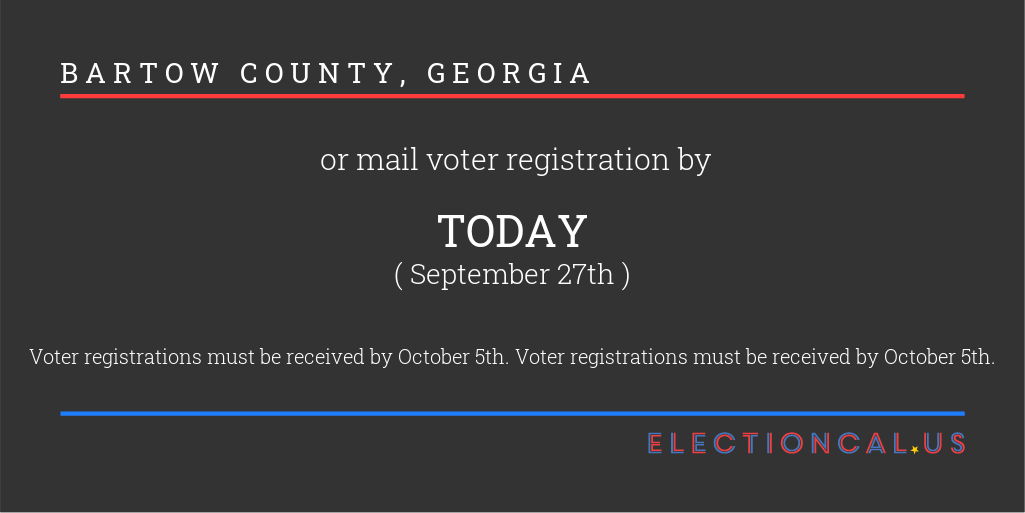 BARTOW COUNTY, GEORGIA
or mail voter registration by
TODAY
( September 27th )
Voter registrations must be received by October 5th. Voter registrations must be received by October 5th.
ELECTIONCAL.US